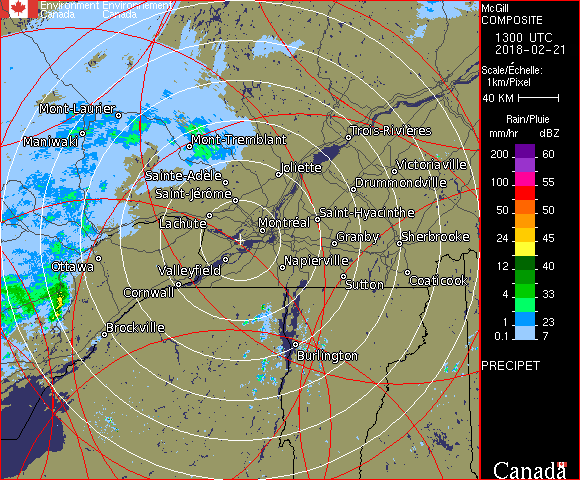 Environment Environnement
Canada Canada
Mont-Laurier
Maniwaki
Mont-Tremblant
Trois-Rivières
Sainte-Adèle
Joliette
Victoriaville
Saint-Jérôme
Drummondville
Lachute
Montréal
Saint-Hyacinthe
Granby
Sherbrooke
Ottawa
Valleyfield
Napierville
Cornwall
Sutton
Coaticook
Brockville
Burlington
McGill
COMPOSITE
1300 UTC
2018-02-21
Scale/Échelle:
1km/Pixel
40 KM
Rain/Pluie
mm/hr dBZ
200 60
100 55
50 50
24 45
12 40
4 33
1 23
0.1 7
PRECIPET
Canada